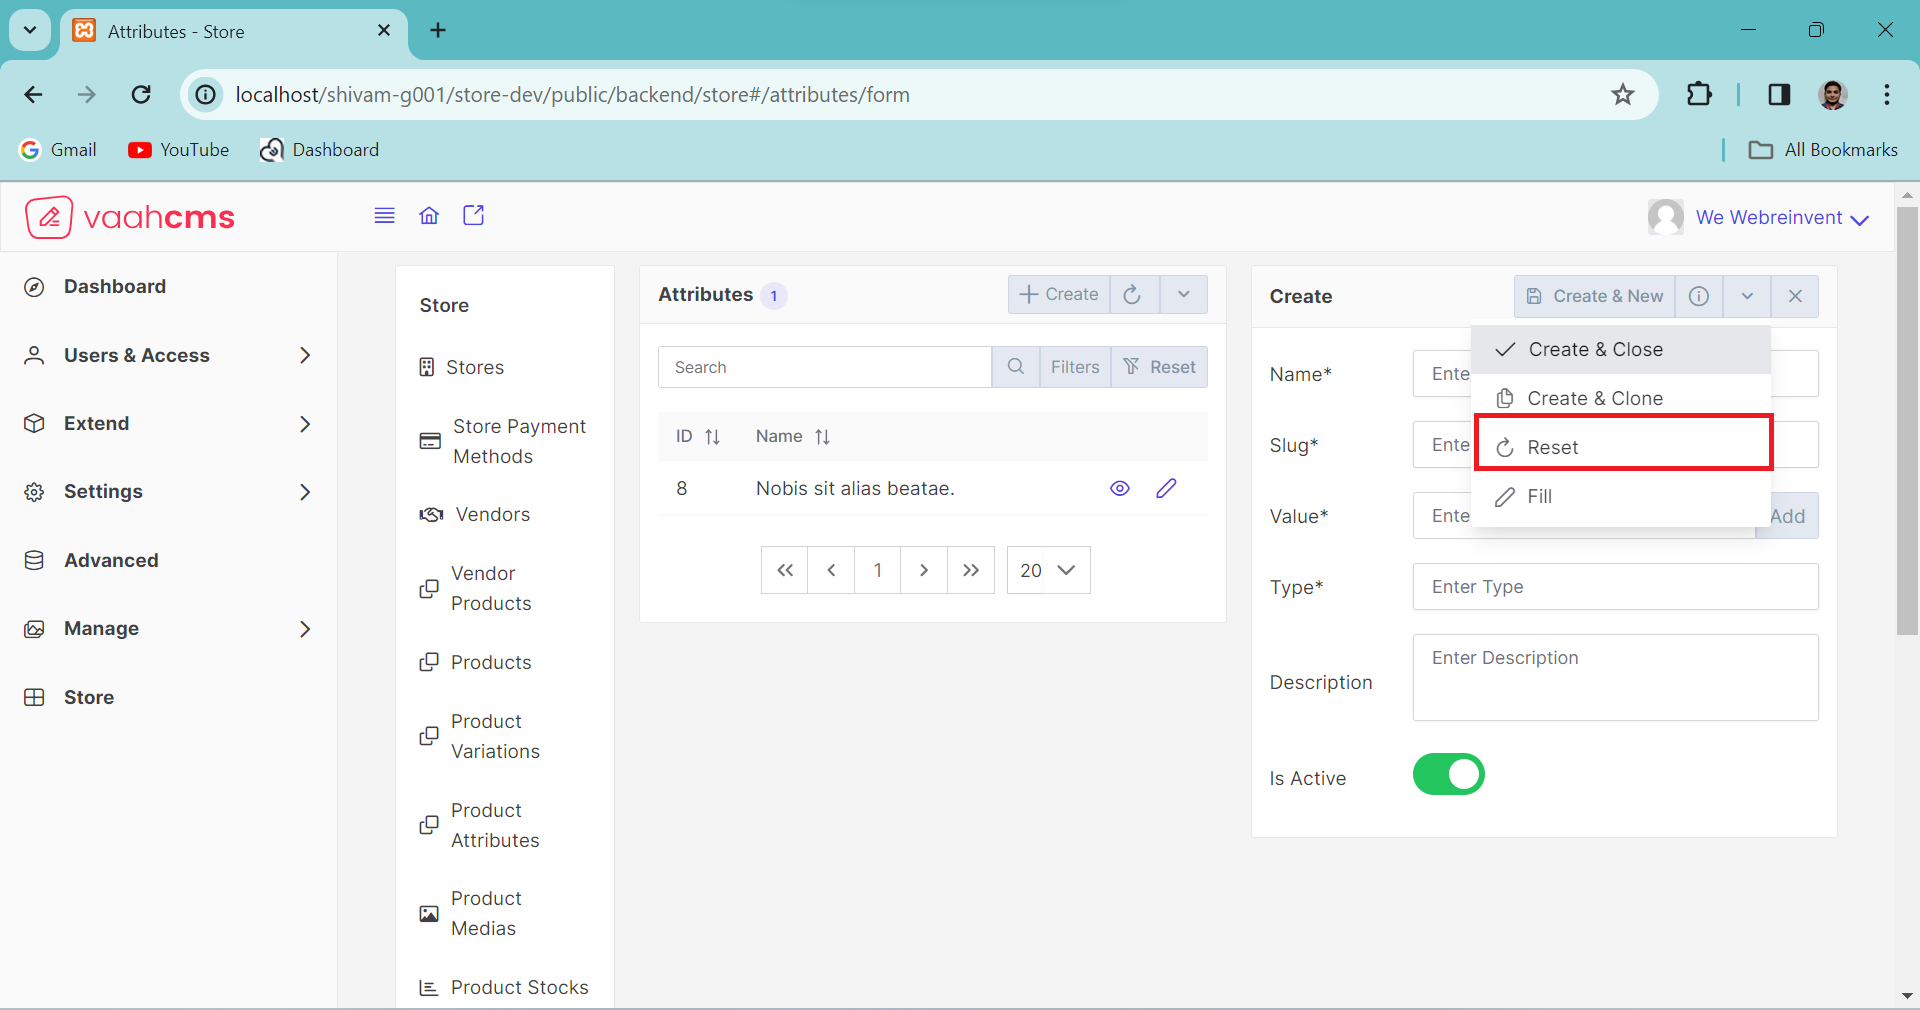 Attributes - Store
localhost/shivam-g001/store-dev/public/backend/store#/attributes/form
Gmail
YouTube
Dashboard
All Bookmarks
vaahcms
We Webreinvent
Dashboard
Users & Access
Extend
Settings
Advanced
Manage
Store
Store
Stores
Store Payment
Methods
Vendors
Vendor
Products
Products
Product
Variations
Product
Attributes
Product
Medias
Product Stocks
Attributes 1
Create
Search
Filters
Reset
ID Name
8 Nobis sit alias beatae.
1
20
Create
Create & New
Create & Close
Create & Clone
Reset
Fill
Name* Ente
Slug* Ente
Value* Ente Add
Type* Enter Type
Description Enter Description
Is Active